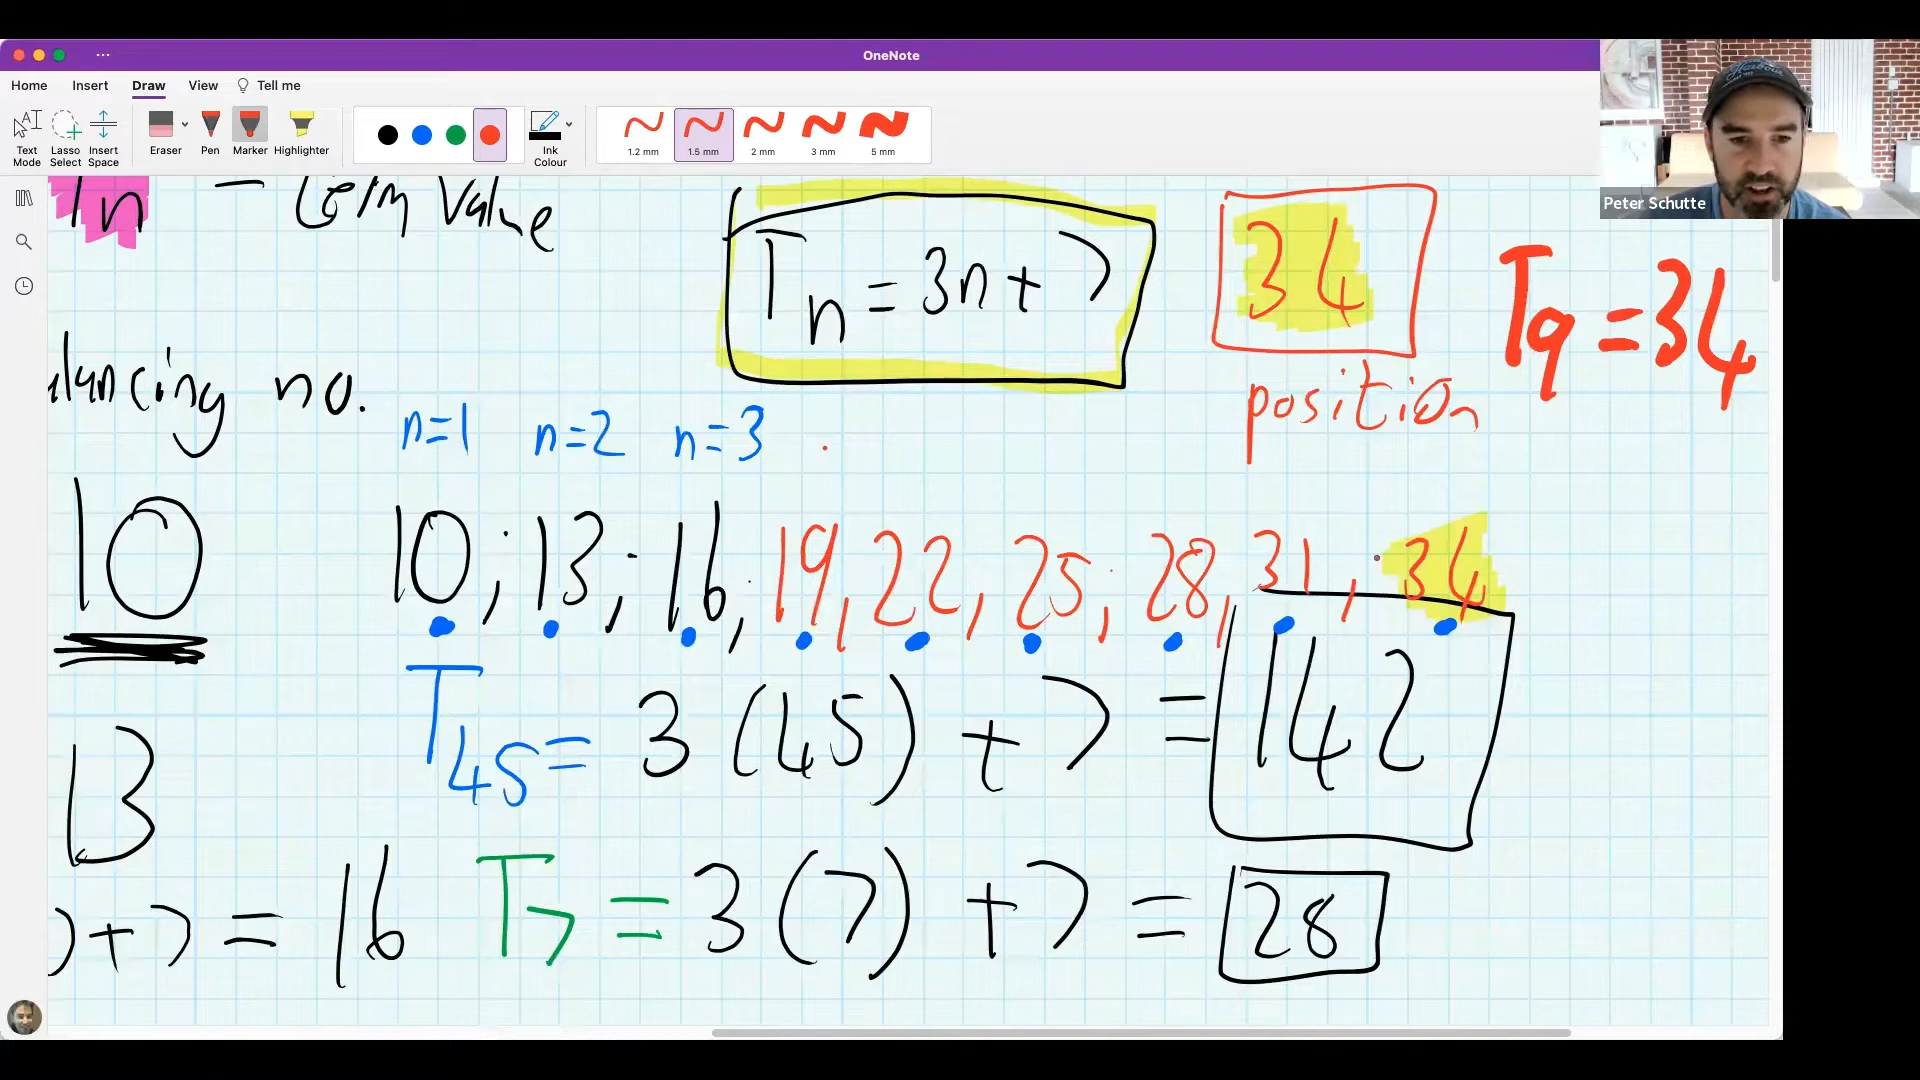 OneNote
Home Insert Draw View Tell me
Text Mode
Lasso Select
Insert Space
Eraser
Pen
Marker
Highlighter
Ink Colour
1.2 mm
1.5 mm
2 mm
3 mm
5 mm
Peter Schutte
Tn - term value
Tn = 3n + 7
34
T9 = 34
position
lancing no.
n=1 n=2 n=3
10
10; 13; 16, 19, 22, 25; 28, 31, 34
T45 = 3(45) + 7 = 142
13
)+7 = 16
T7 = 3(7) + 7 = 28